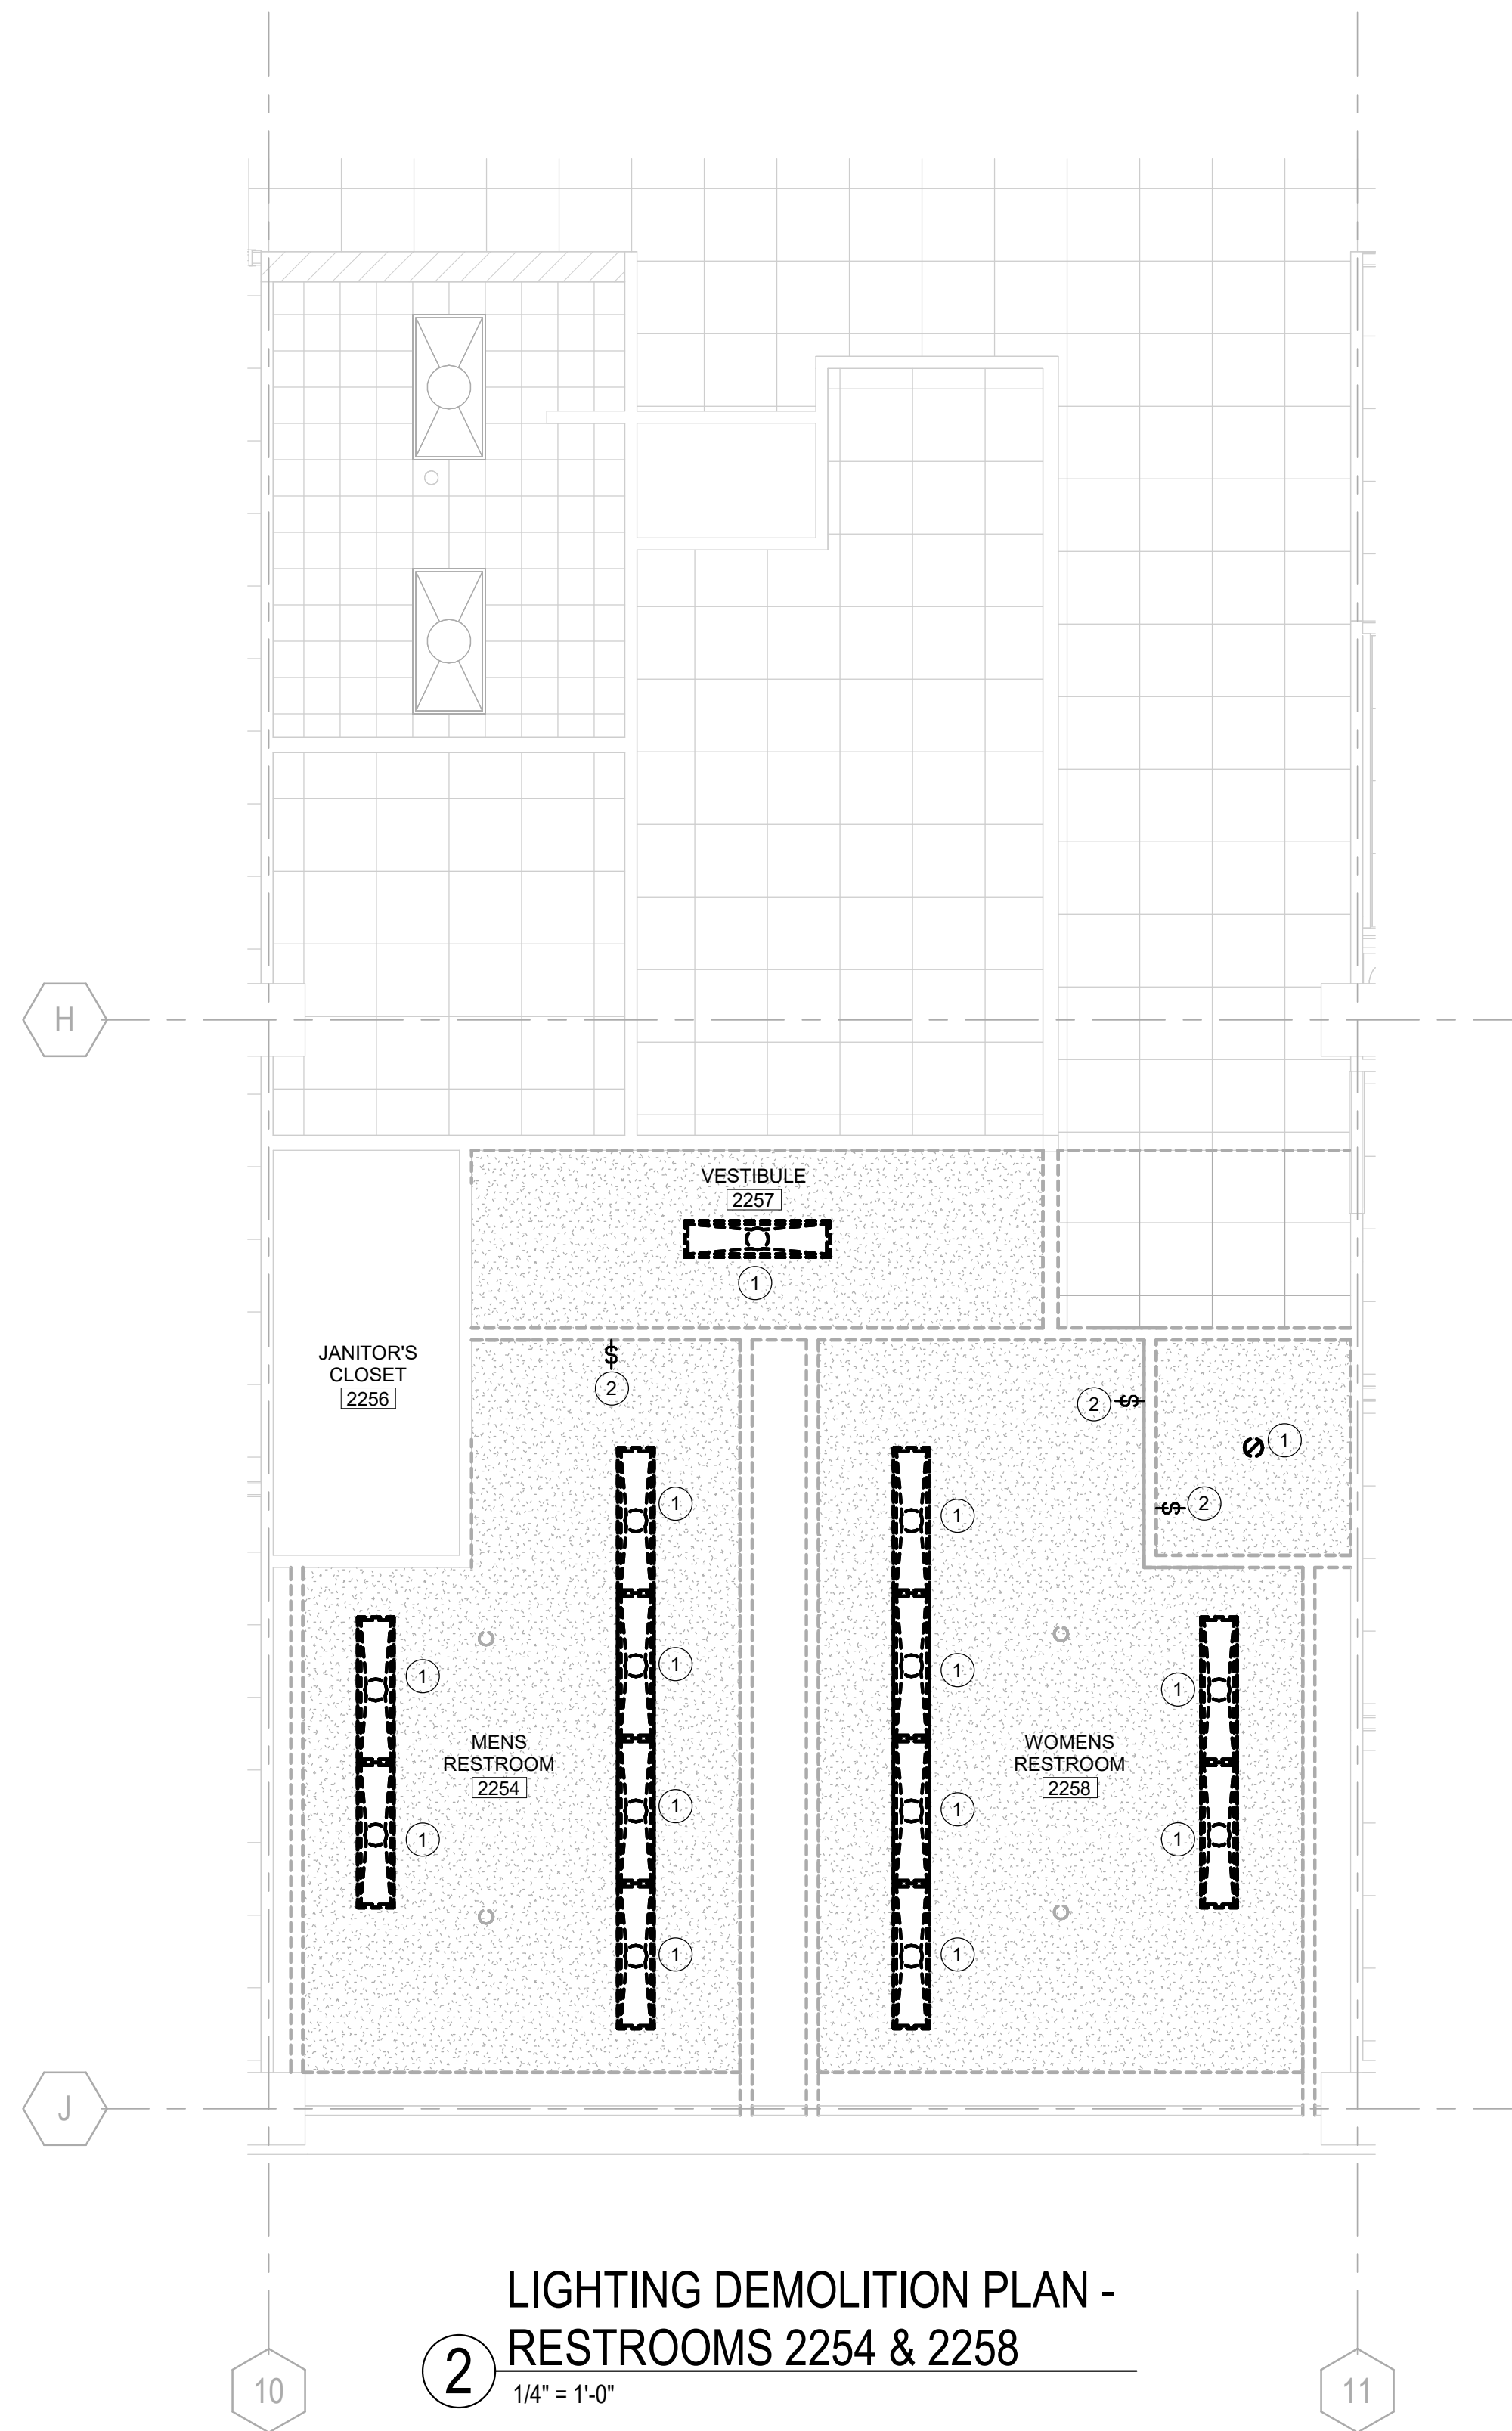 H
VESTIBULE
2257
1
JANITOR'S
CLOSET
2256
$
2
2
$
1
$
2
1
1
1
1
1
1
1
1
MENS
RESTROOM
2254
WOMENS
RESTROOM
2258
1
1
1
1
1
1
J
LIGHTING DEMOLITION PLAN -
RESTROOMS 2254 & 2258
2
1/4" = 1'-0"
10
11